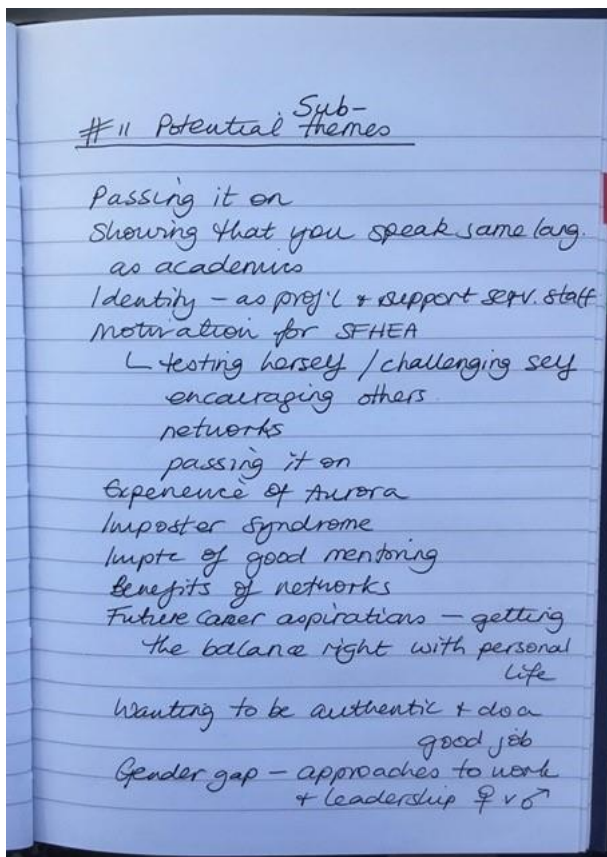 #11 Potential Sub-
themes
Passing it on
Showing that you speak same lang.
as academics
Identity – as prof'l + support serv. staff
Motivation for SFHEA
↳ testing herself / challenging self
encouraging others
networks
passing it on
Experience of Aurora
Imposter Syndrome
Imptc of good mentoring
Benefits of networks
Future career aspirations – getting
the balance right with personal
life
Wanting to be authentic + do a
good job
Gender gap – approaches to work
+ leadership ♀ v ♂